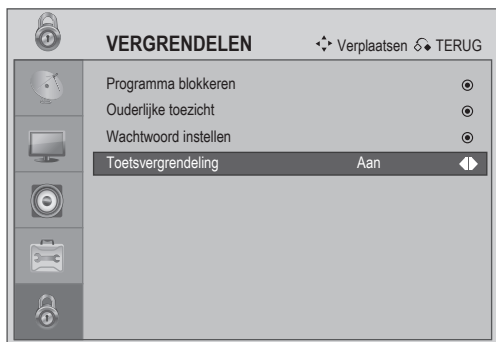 VERGRENDELEN Verplaatsen TERUG
Programma blokkeren
Ouderlijke toezicht
Wachtwoord instellen
Toetsvergrendeling Aan